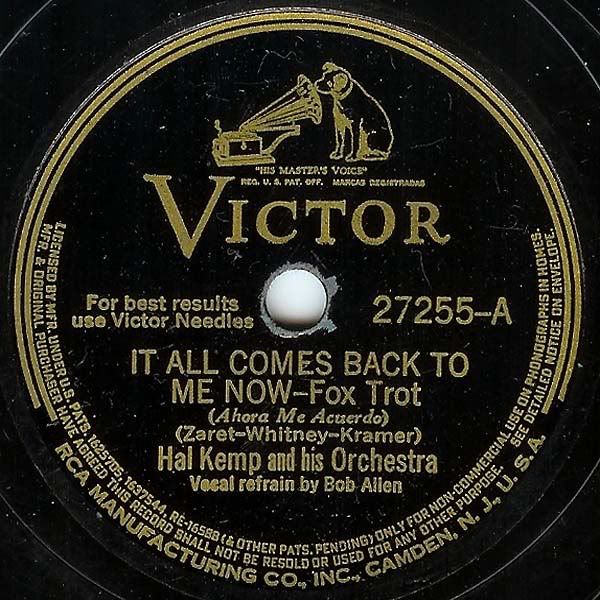 "HIS MASTER'S VOICE"
REG. U. S. PAT. OFF. MARCAS REGISTRADAS
VICTOR
For best results
use Victor Needles
27255-A
IT ALL COMES BACK TO
ME NOW-Fox Trot
(Ahora Me Acuerdo)
(Zaret-Whitney-Kramer)
Hal Kemp and his Orchestra
Vocal refrain by Bob Allen
LICENSED BY MFR. UNDER U.S. PATS. 1625705, 1637544, RE-16588 (& OTHER PATS. PENDING) ONLY FOR NON-COMMERCIAL USE ON PHONOGRAPHS IN HOMES.
MFR. & ORIGINAL PURCHASER HAVE AGREED THIS RECORD SHALL NOT BE RESOLD OR USED FOR ANY OTHER PURPOSE. SEE DETAILED NOTICE ON ENVELOPE.
RCA MANUFACTURING CO., INC., CAMDEN, N. J., U. S. A.